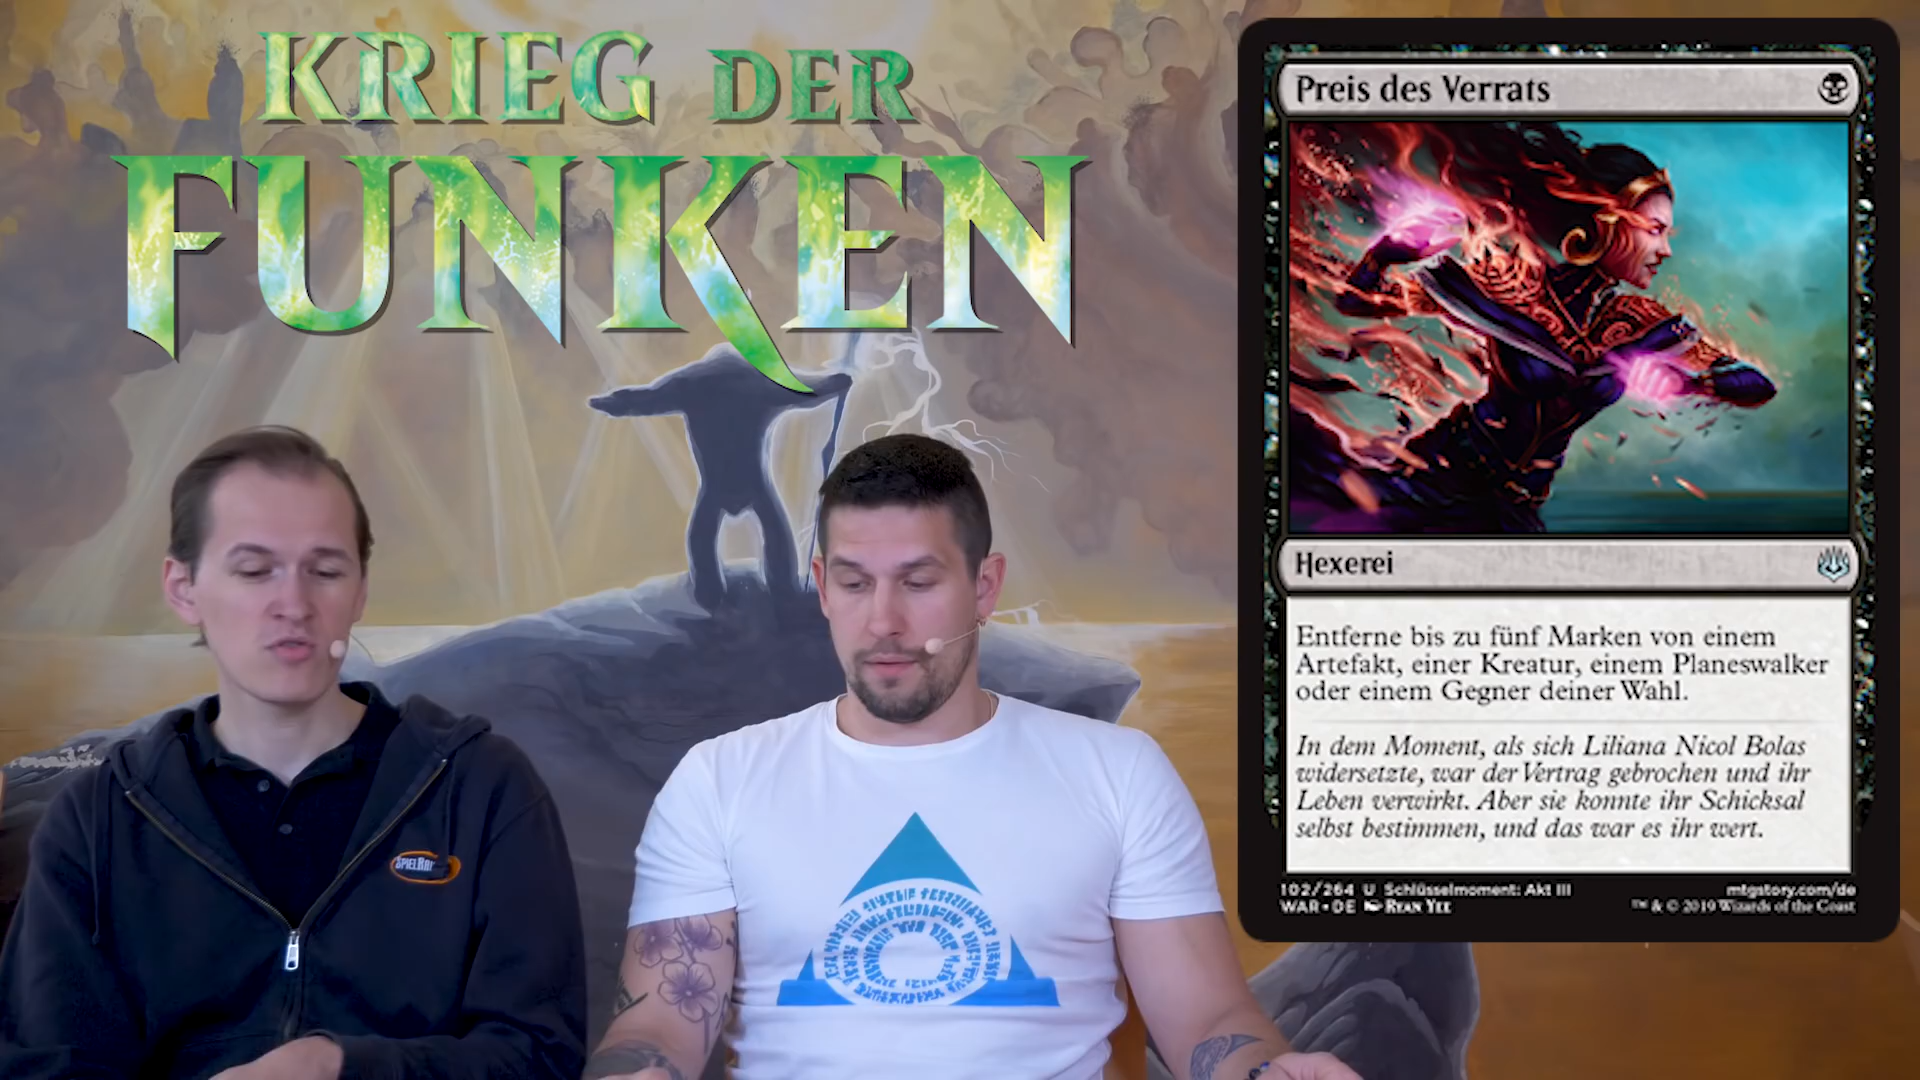 KRIEG DER
FUNKEN
Preis des Verrats
Hexerei
Entferne bis zu fünf Marken von einem
Artefakt, einer Kreatur, einem Planeswalker
oder einem Gegner deiner Wahl.
In dem Moment, als sich Liliana Nicol Bolas
widersetzte, war der Vertrag gebrochen und ihr
Leben verwirkt. Aber sie konnte ihr Schicksal
selbst bestimmen, und das war es ihr wert.
102/264 U Schlüsselmoment: Akt III
mtgstory.com/de
WAR • DE Ryan Yee
™ & © 2019 Wizards of the Coast